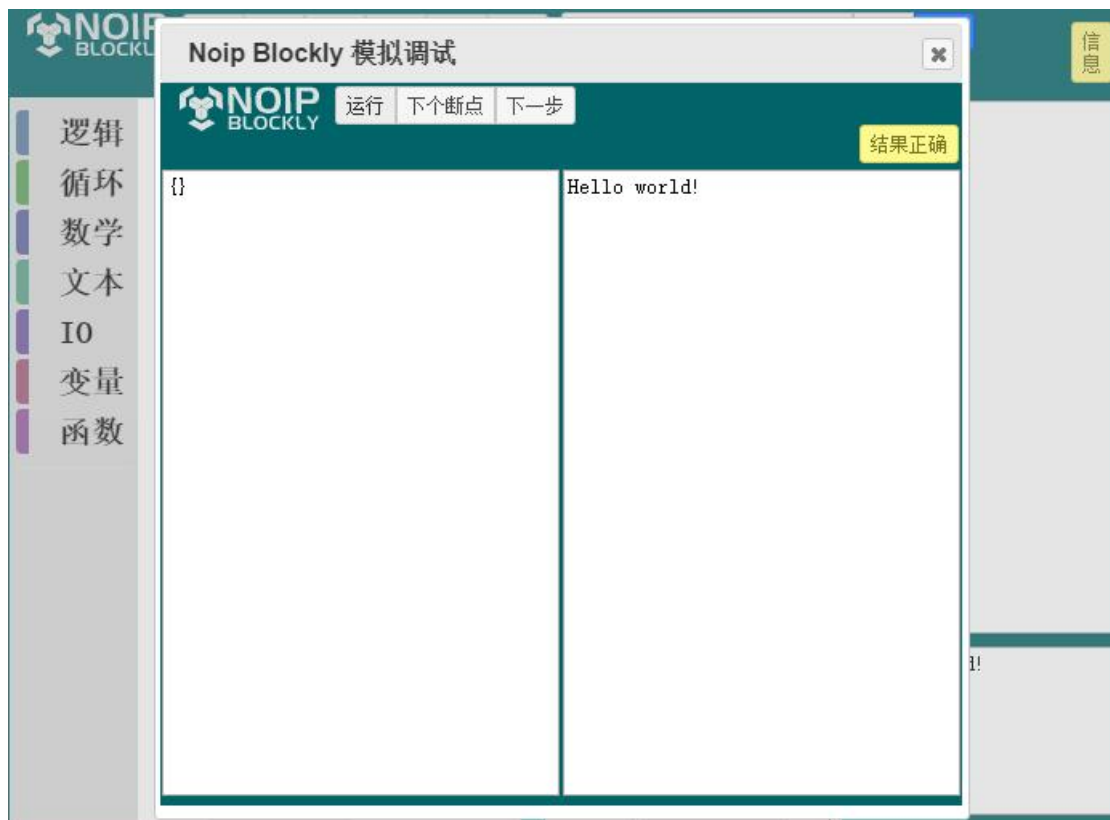 NOIP
BLOCKL
信息
Noip Blockly 模拟调试
NOIP
BLOCKLY
运行 下个断点 下一步
结果正确
逻辑
循环
数学
文本
IO
变量
函数
{}
Hello world!
d!